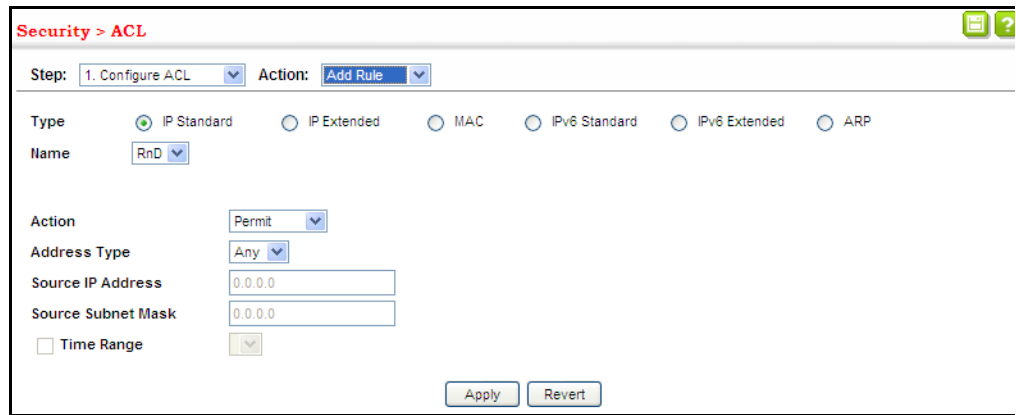 Security > ACL
?
Step: 1. Configure ACL Action: Add Rule
Type IP Standard IP Extended MAC IPv6 Standard IPv6 Extended ARP
Name RnD
Action Permit
Address Type Any
Source IP Address 0.0.0.0
Source Subnet Mask 0.0.0.0
Time Range
Apply Revert